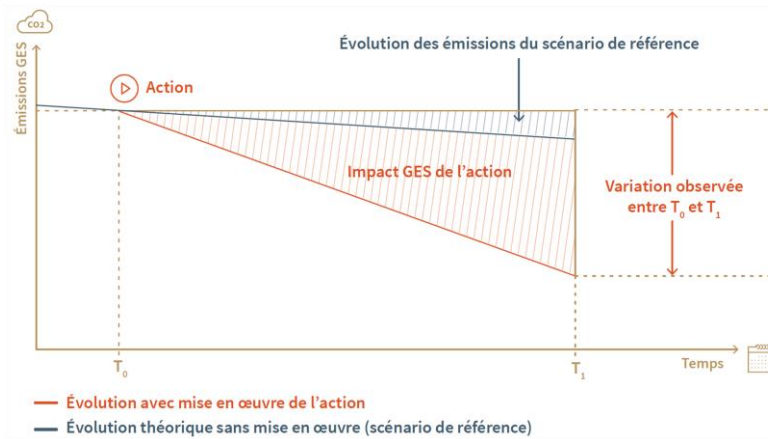 CO2
Émissions GES
Évolution des émissions du scénario de référence
Action
Impact GES de l'action
Variation observée
entre T0 et T1
T0
T1
Temps
Évolution avec mise en œuvre de l'action
Évolution théorique sans mise en œuvre (scénario de référence)